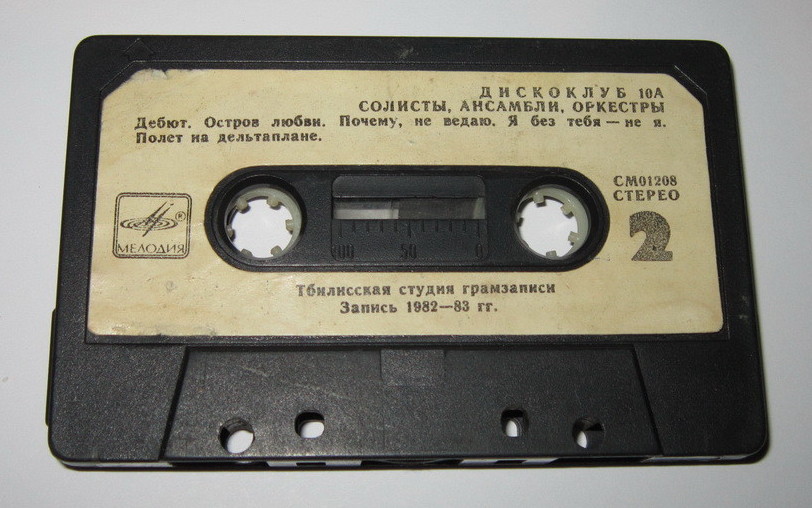 ДИСКОКЛУБ 10А
СОЛИСТЫ, АНСАМБЛИ, ОРКЕСТРЫ
Дебют. Остров любви. Почему, не ведаю. Я без тебя — не я.
Полет на дельтаплане.
СМ01208
СТЕРЕО
2
®
МЕЛОДИЯ
100 50 0
Тбилисская студия грамзаписи
Запись 1982—83 гг.